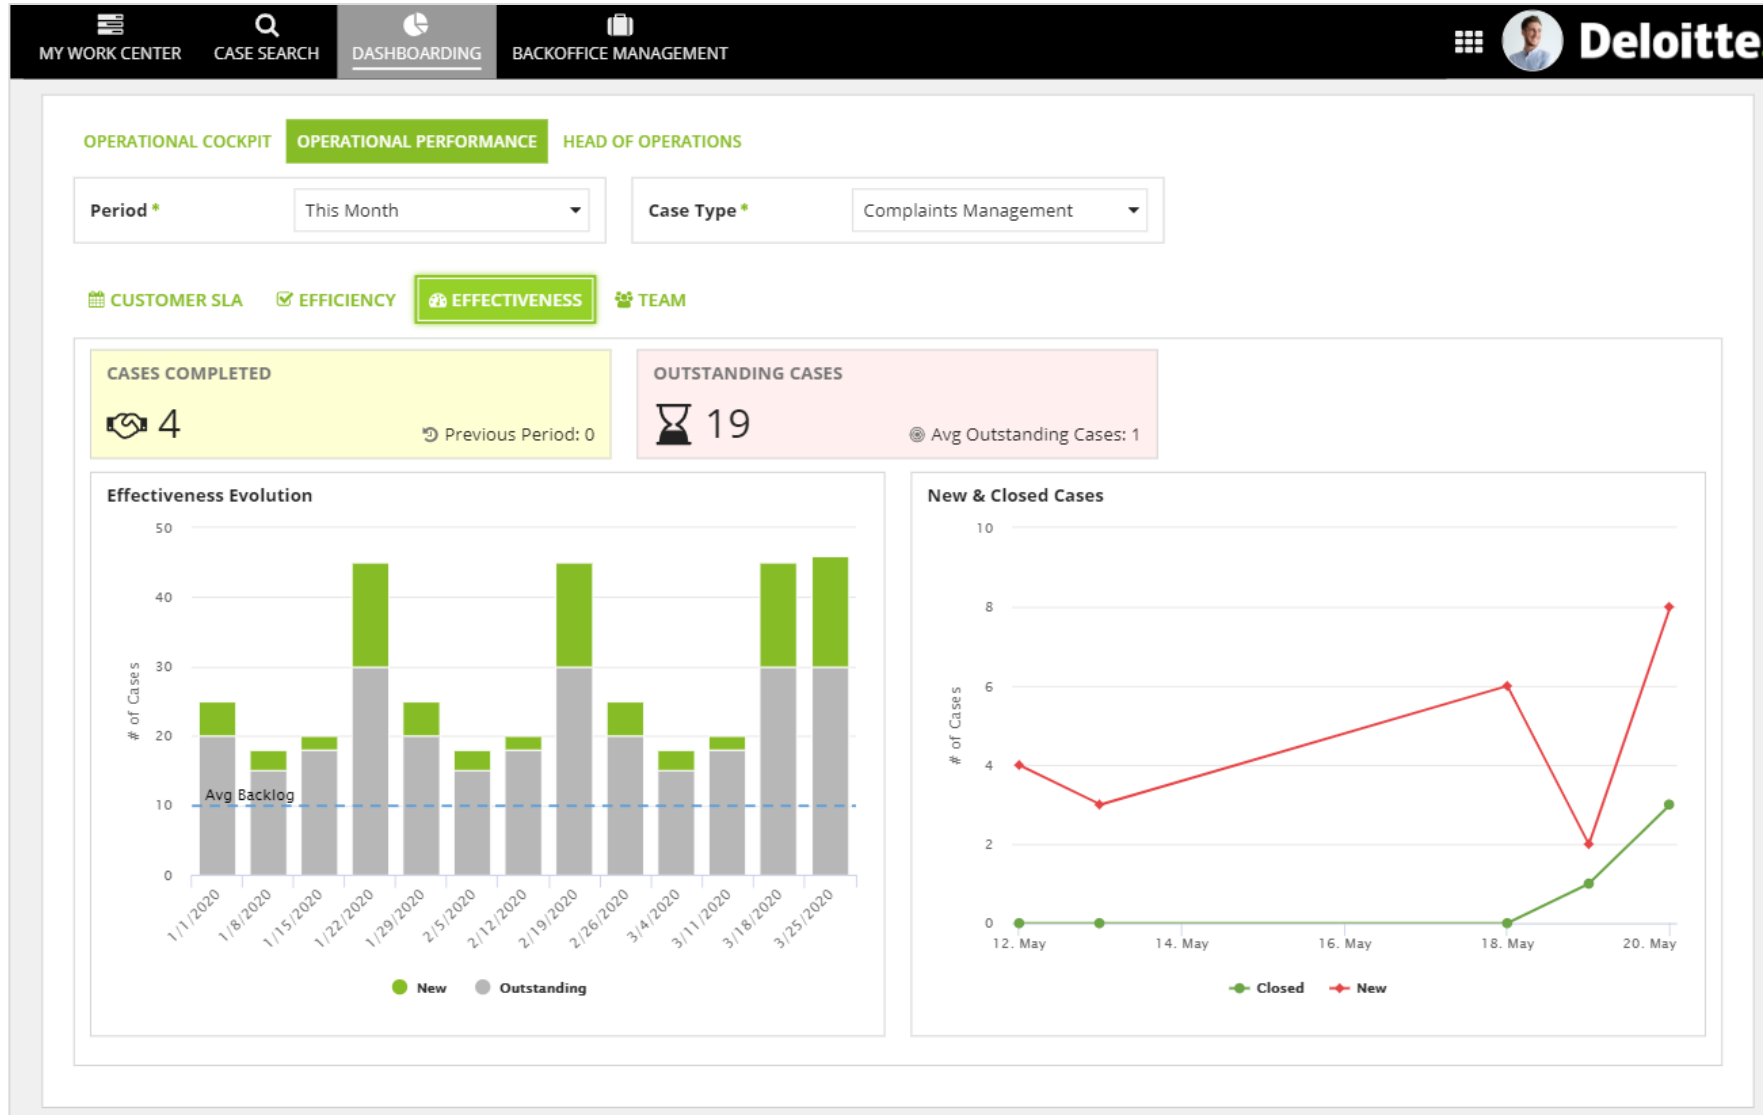 MY WORK CENTER
CASE SEARCH
DASHBOARDING
BACKOFFICE MANAGEMENT
Deloitte
OPERATIONAL COCKPIT
OPERATIONAL PERFORMANCE
HEAD OF OPERATIONS
Period *
This Month
Case Type *
Complaints Management
CUSTOMER SLA
EFFICIENCY
EFFECTIVENESS
TEAM
CASES COMPLETED
4
Previous Period: 0
OUTSTANDING CASES
19
Avg Outstanding Cases: 1
Effectiveness Evolution
50
40
30
20
10
0
# of Cases
Avg Backlog
1/1/2020
1/8/2020
1/15/2020
1/22/2020
1/29/2020
2/5/2020
2/12/2020
2/19/2020
2/26/2020
3/4/2020
3/11/2020
3/18/2020
3/25/2020
New
Outstanding
New & Closed Cases
10
8
6
4
2
0
# of Cases
12. May
14. May
16. May
18. May
20. May
Closed
New